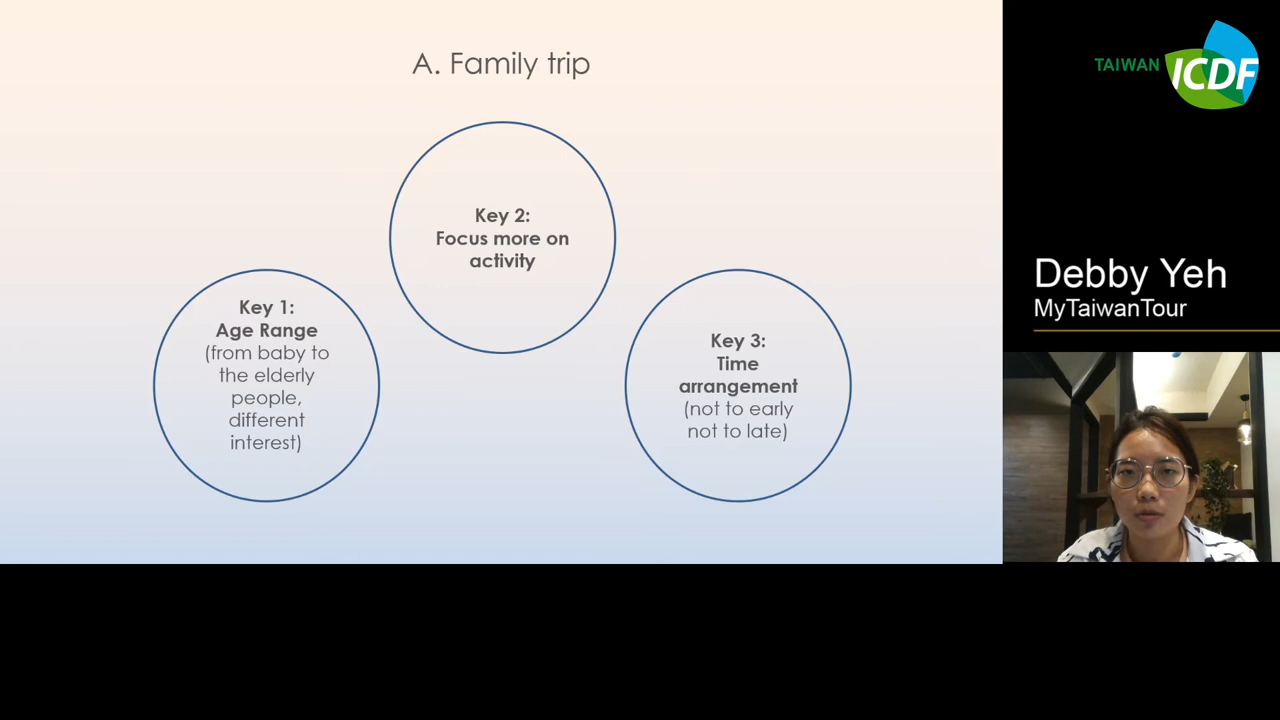 A. Family trip
Key 1:
Age Range
(from baby to
the elderly
people,
different
interest)
Key 2:
Focus more on
activity
Key 3:
Time
arrangement
(not to early
not to late)
TAIWAN ICDF
Debby Yeh
MyTaiwanTour